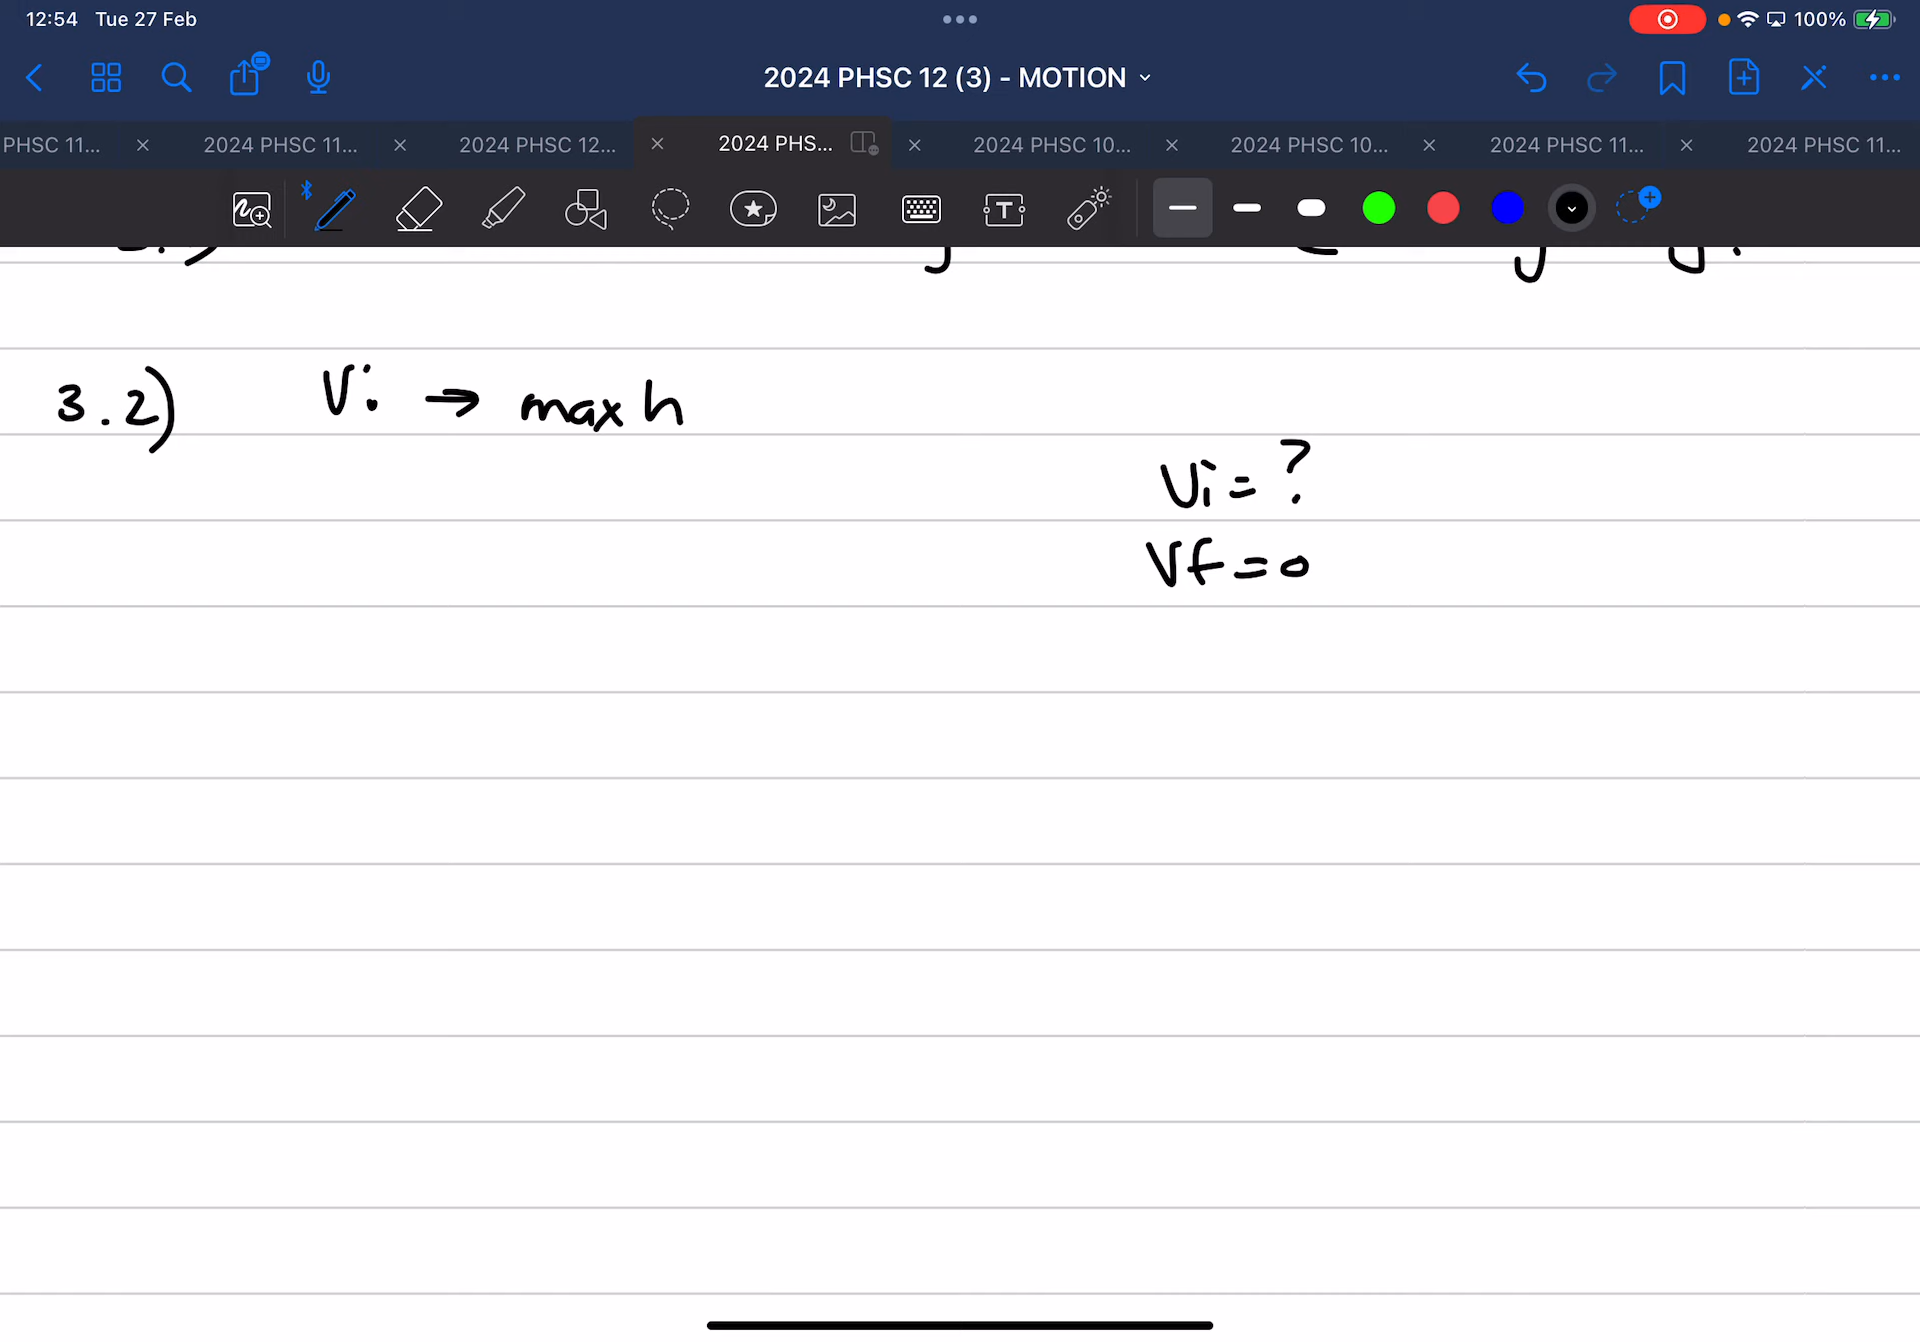 12:54 Tue 27 Feb
100%
2024 PHSC 12 (3) - MOTION
PHSC 11... 2024 PHSC 11... 2024 PHSC 12... 2024 PHS... 2024 PHSC 10... 2024 PHSC 10... 2024 PHSC 11... 2024 PHSC 11...
3.2) Vi → max h
Vi = ?
Vf = 0